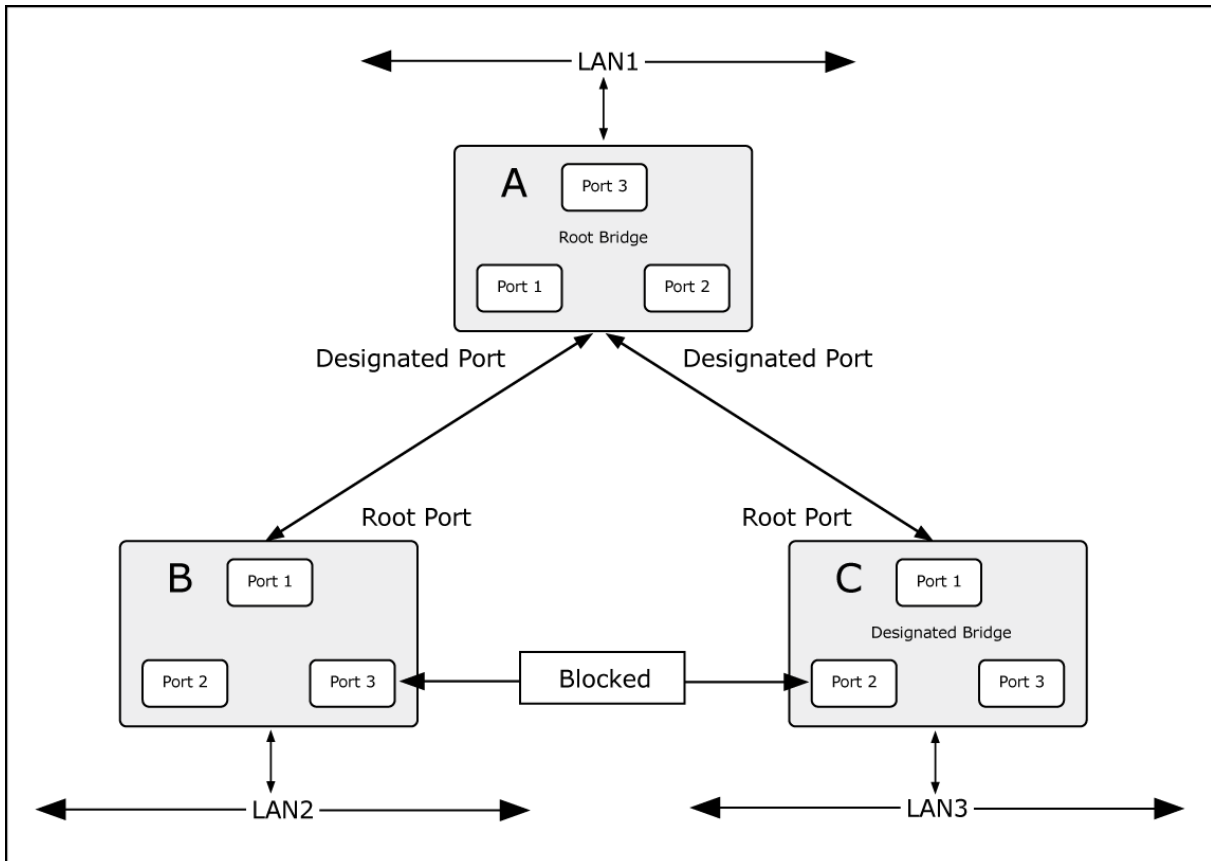 LAN1
A
Port 3
Root Bridge
Port 1
Port 2
Designated Port
Designated Port
Root Port
Root Port
B
Port 1
C
Port 1
Designated Bridge
Port 2
Port 3
Blocked
Port 2
Port 3
LAN2
LAN3